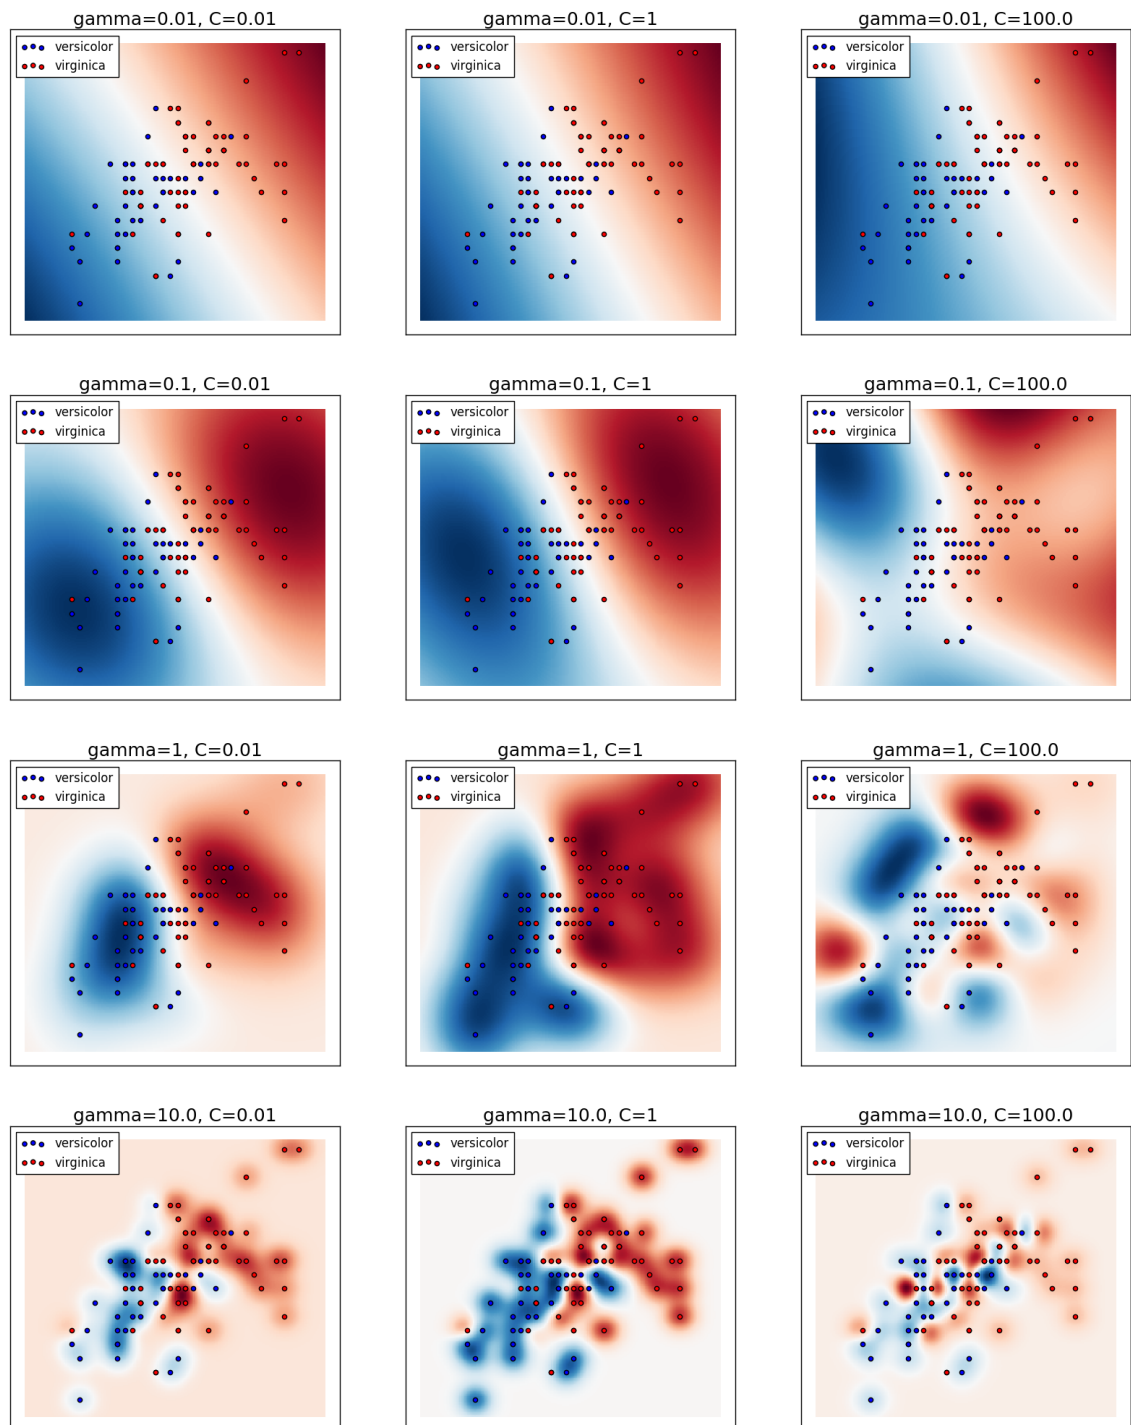 gamma=0.01, C=0.01
versicolor
virginica
gamma=0.01, C=1
versicolor
virginica
gamma=0.01, C=100.0
versicolor
virginica
gamma=0.1, C=0.01
versicolor
virginica
gamma=0.1, C=1
versicolor
virginica
gamma=0.1, C=100.0
versicolor
virginica
gamma=1, C=0.01
versicolor
virginica
gamma=1, C=1
versicolor
virginica
gamma=1, C=100.0
versicolor
virginica
gamma=10.0, C=0.01
versicolor
virginica
gamma=10.0, C=1
versicolor
virginica
gamma=10.0, C=100.0
versicolor
virginica